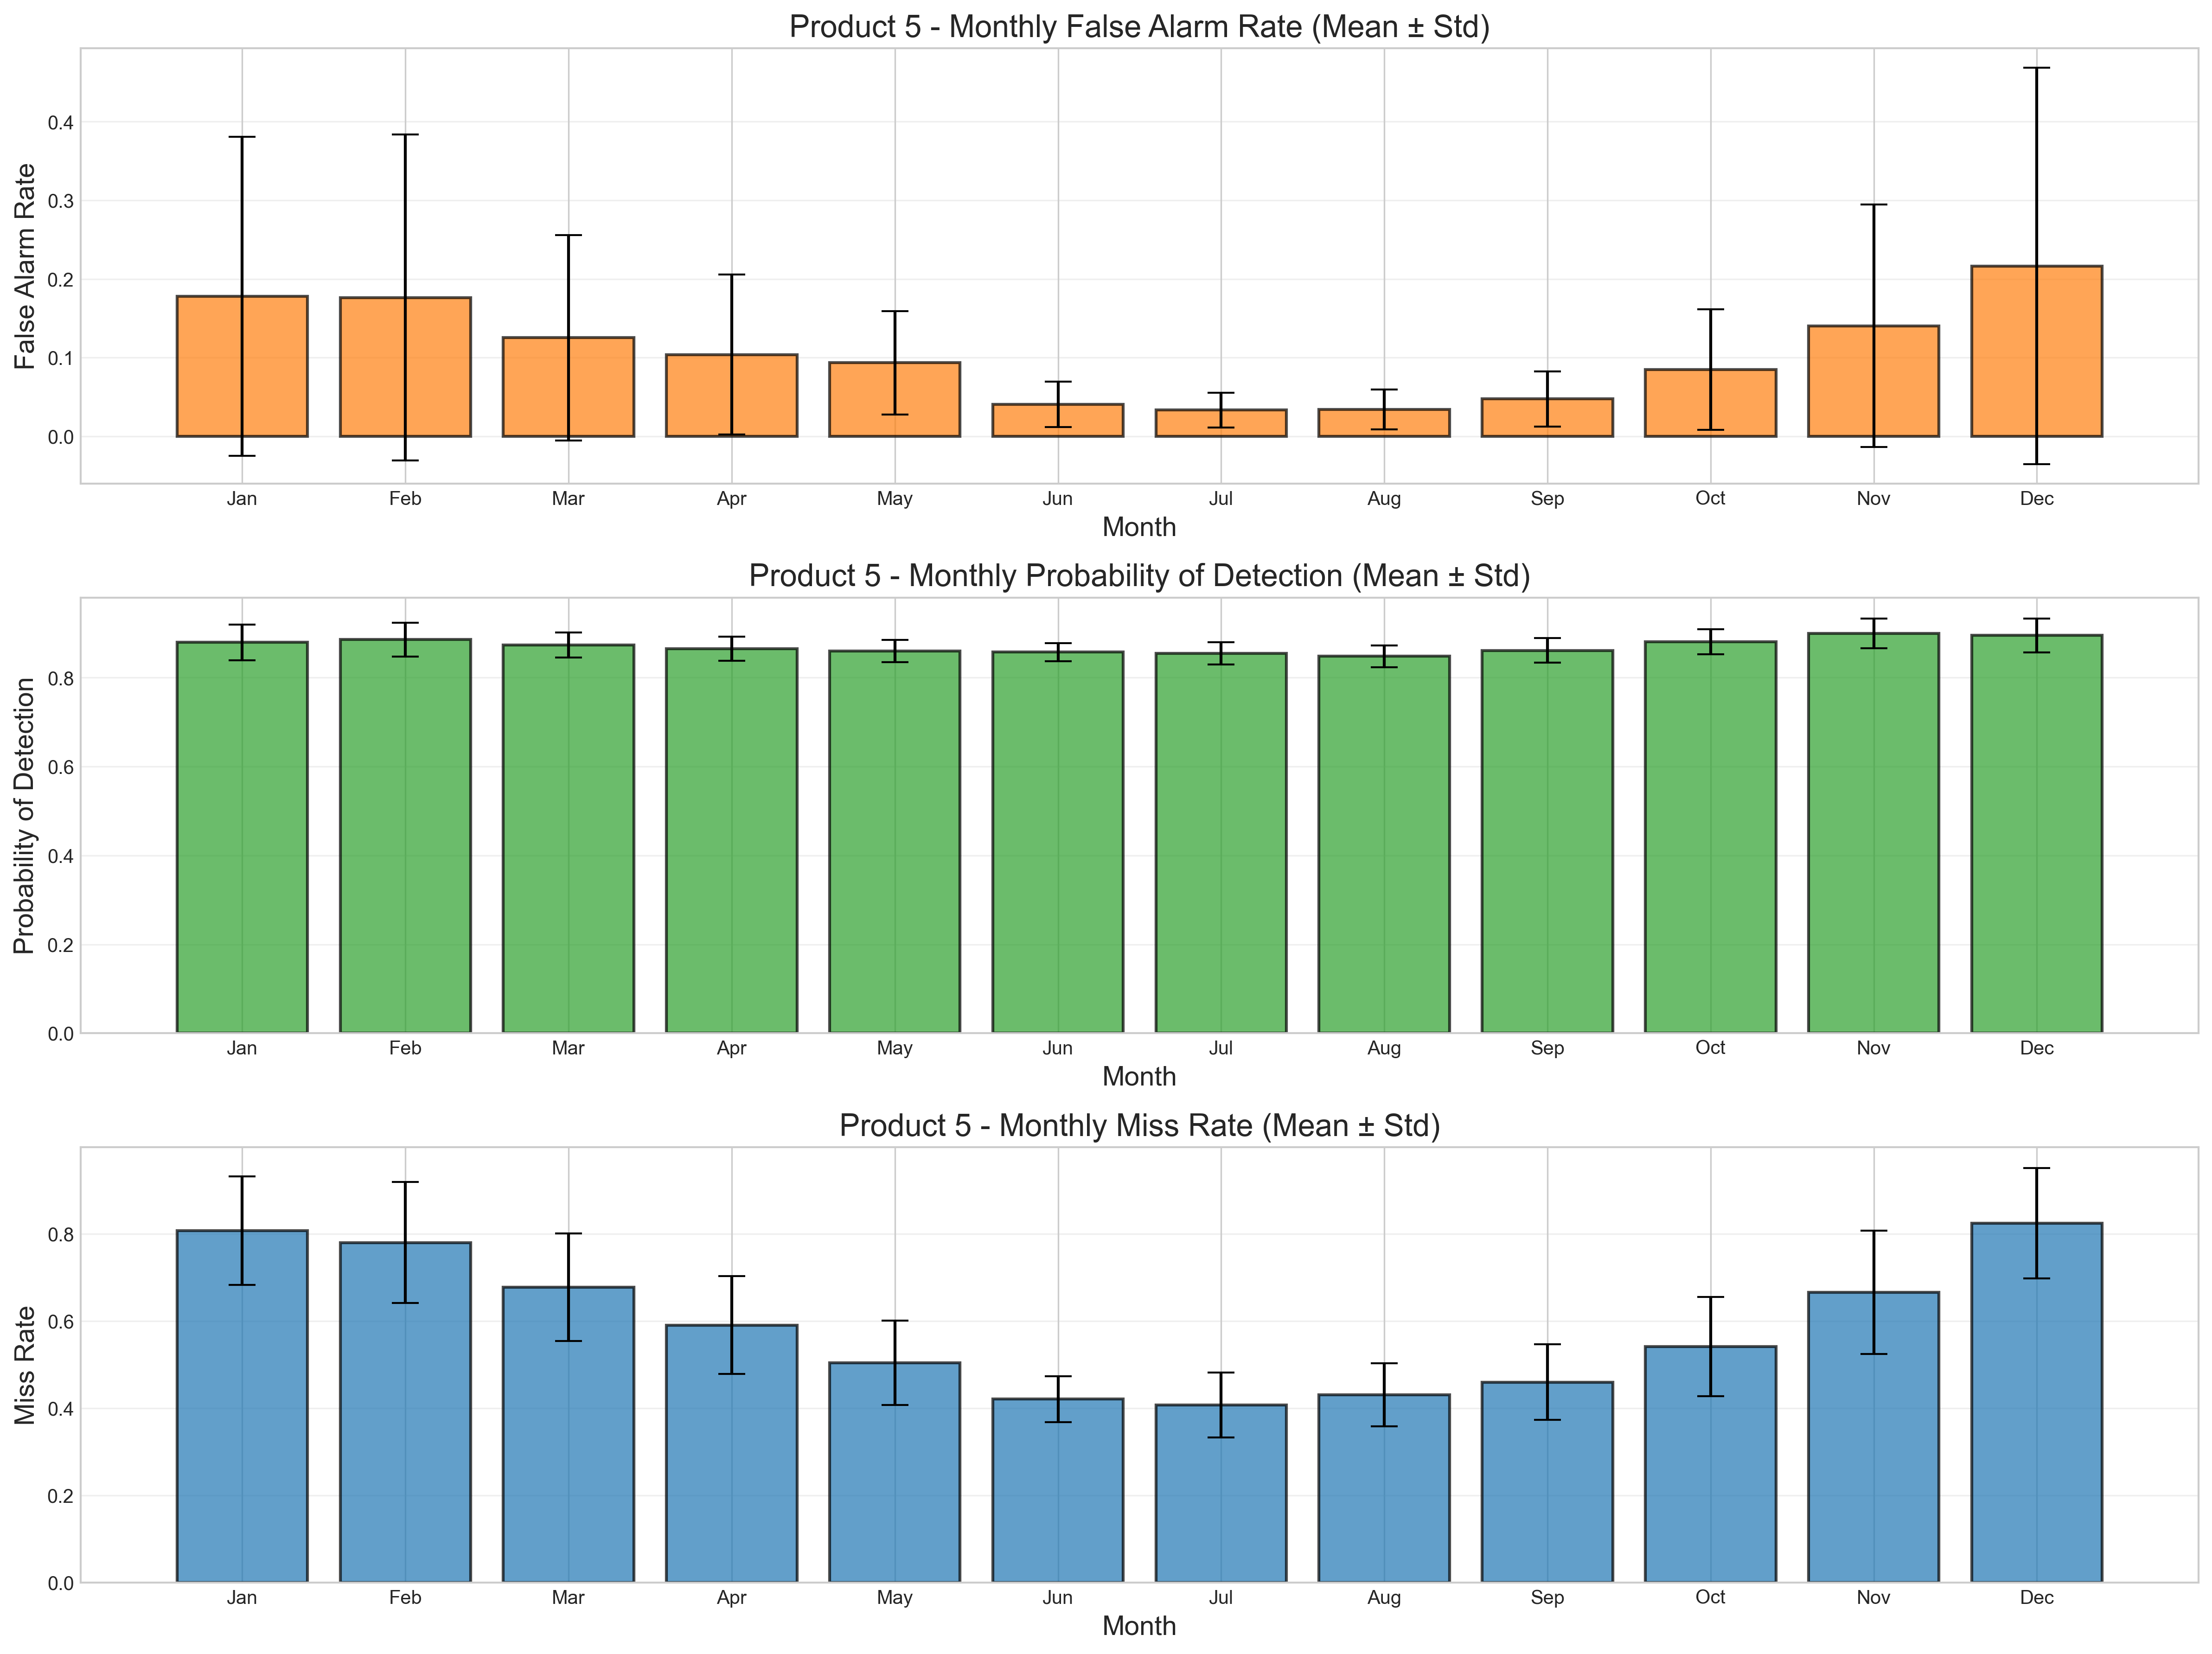 Product 5 - Monthly False Alarm Rate (Mean ± Std)
False Alarm Rate
0.4
0.3
0.2
0.1
0.0
Jan Feb Mar Apr May Jun Jul Aug Sep Oct Nov Dec
Month
Product 5 - Monthly Probability of Detection (Mean ± Std)
Probability of Detection
0.8
0.6
0.4
0.2
0.0
Jan Feb Mar Apr May Jun Jul Aug Sep Oct Nov Dec
Month
Product 5 - Monthly Miss Rate (Mean ± Std)
Miss Rate
0.8
0.6
0.4
0.2
0.0
Jan Feb Mar Apr May Jun Jul Aug Sep Oct Nov Dec
Month